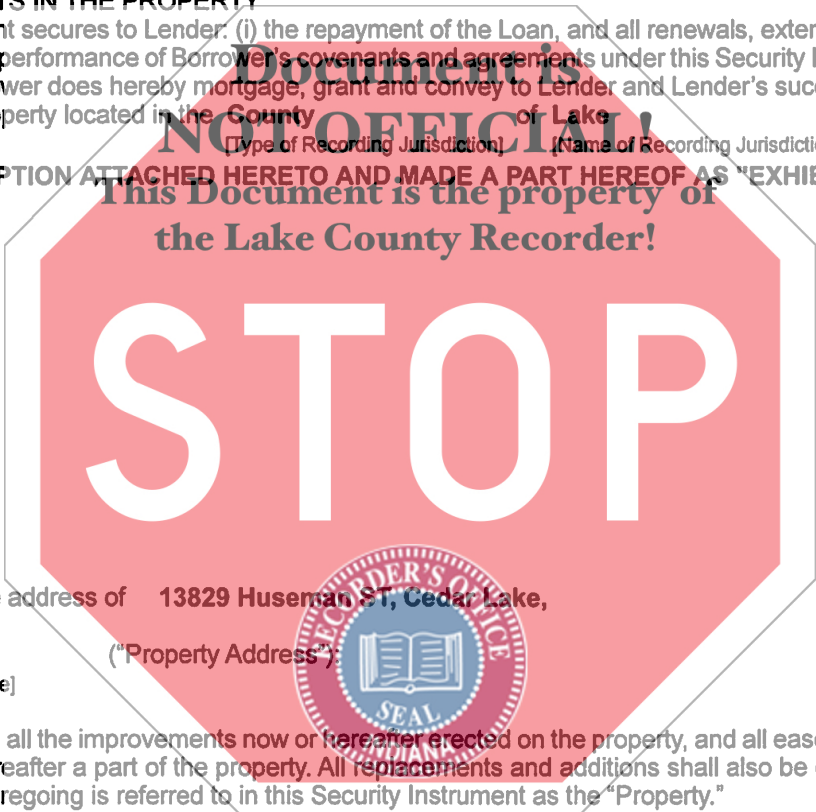 TS IN THE PROPERTY
nt secures to Lender: (i) the repayment of the Loan, and all renewals, exten
performance of Borrower's covenants and agreements under this Security I
wer does hereby mortgage, grant and convey to Lender and Lender's succ
perty located in the County of Lake
[Type of Recording Jurisdiction] [Name of Recording Jurisdictio
PTION ATTACHED HERETO AND MADE A PART HEREOF AS "EXHIB
Document is
NOT OFFICIAL!
This Document is the property of
the Lake County Recorder!
STOP
address of 13829 Huseman ST, Cedar Lake,
("Property Address"):
e]
RECORDER'S OFFICE
SEAL
INDIANA
all the improvements now or hereafter erected on the property, and all ease
reafter a part of the property. All replacements and additions shall also be
regoing is referred to in this Security Instrument as the "Property."